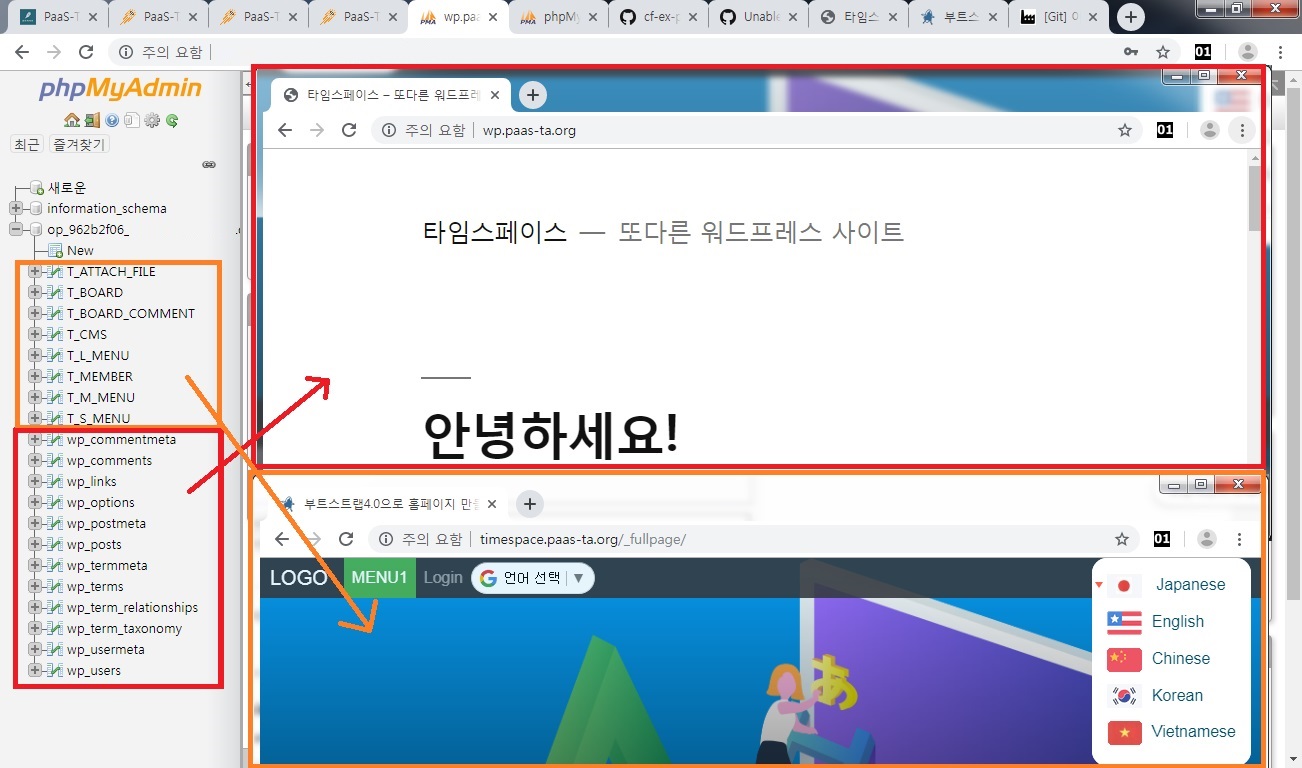 PaaS-T
PaaS-T
PaaS-T
PaaS-T
wp.paa
phpMy
cf-ex-p
Unable
타임스
부트스
[Git]
주의 요함
01
phpMyAdmin
최근 즐겨찾기
새로운
information_schema
op_962b2f06_
New
T_ATTACH_FILE
T_BOARD
T_BOARD_COMMENT
T_CMS
T_L_MENU
T_MEMBER
T_M_MENU
T_S_MENU
wp_commentmeta
wp_comments
wp_links
wp_options
wp_postmeta
wp_posts
wp_termmeta
wp_terms
wp_term_relationships
wp_term_taxonomy
wp_usermeta
wp_users
타임스페이스 – 또다른 워드프레
주의 요함 wp.paas-ta.org
01
타임스페이스 — 또다른 워드프레스 사이트
안녕하세요!
부트스트랩4.0으로 홈페이지 만
주의 요함 timespace.paas-ta.org/_fullpage/
01
LOGO MENU1 Login G 언어 선택 ▼
Japanese
English
Chinese
Korean
Vietnamese
あ